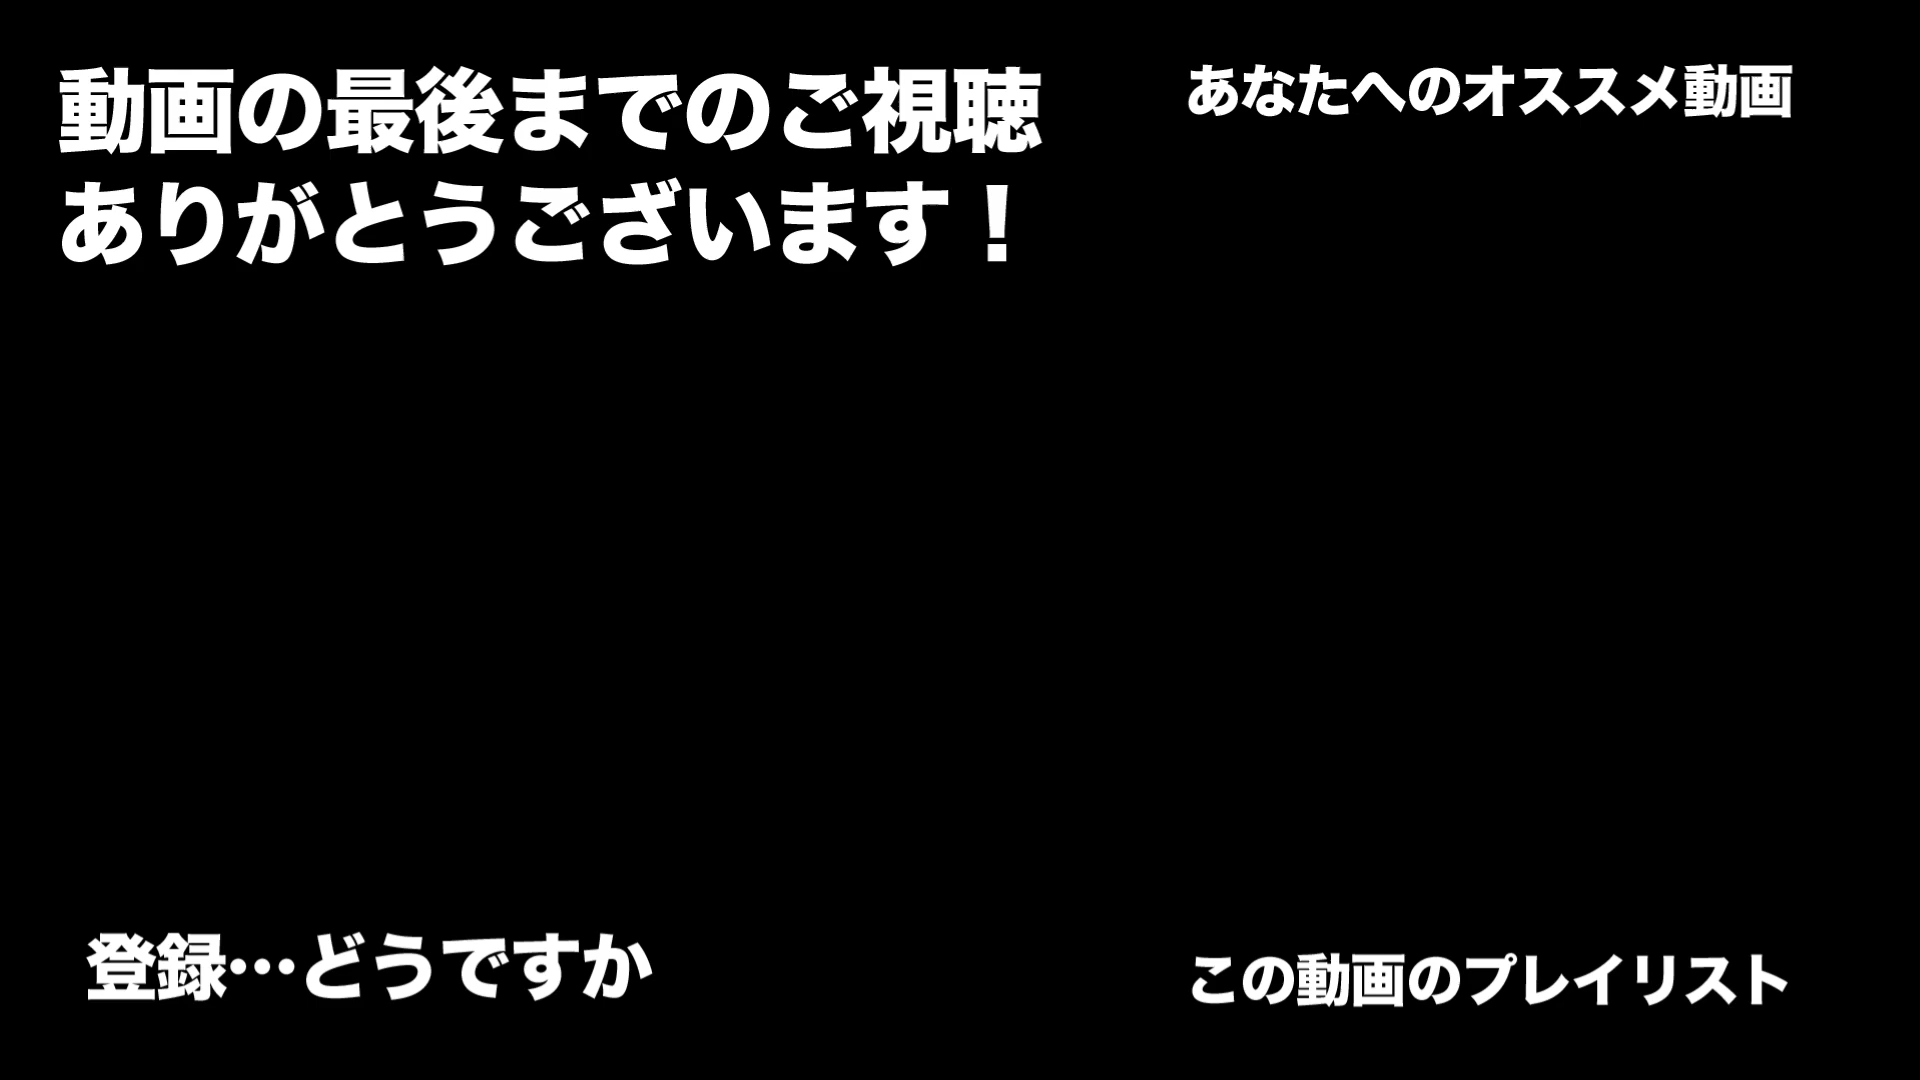 動画の最後までのご視聴
ありがとうございます！
あなたへのオススメ動画
登録…どうですか
この動画のプレイリスト